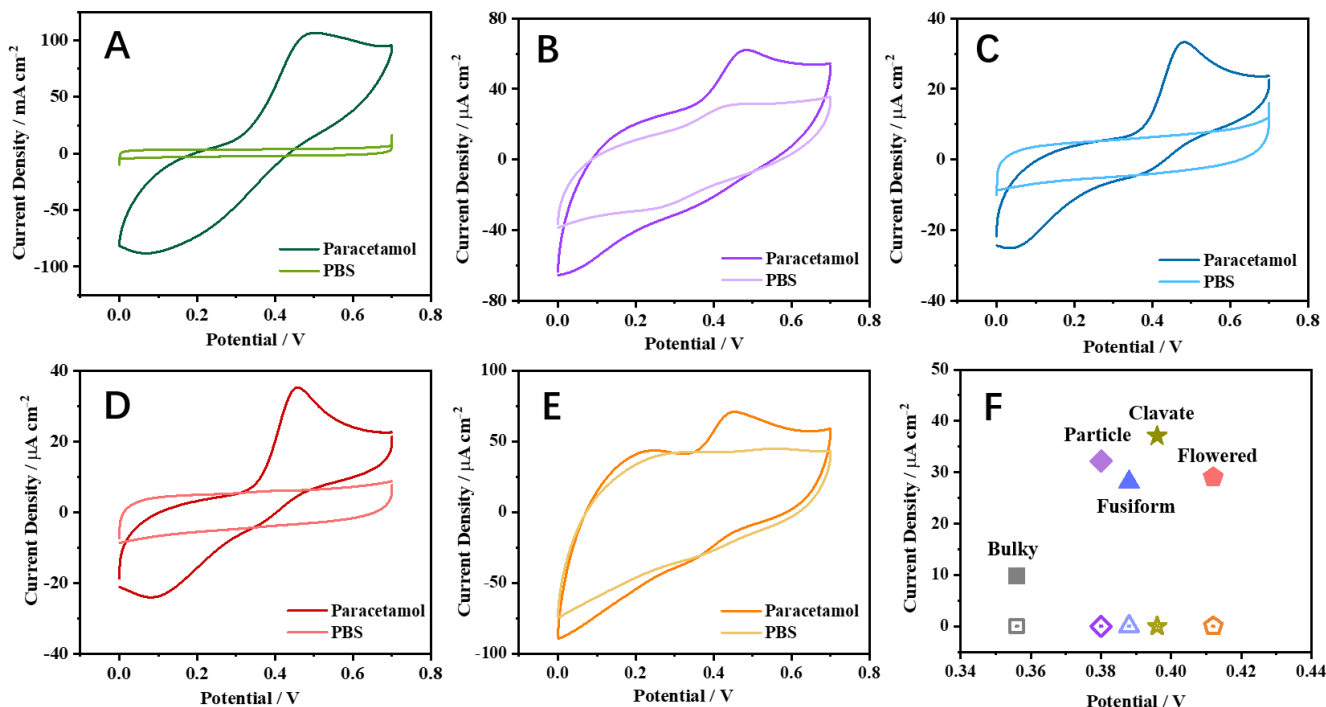 A
Current Density / mA cm⁻²
100
50
0
-50
-100
Paracetamol
PBS
0.0 0.2 0.4 0.6 0.8
Potential / V
B
Current Density / μA cm⁻²
80
40
0
-40
-80
Paracetamol
PBS
0.0 0.2 0.4 0.6 0.8
Potential / V
C
Current Density / μA cm⁻²
40
20
0
-20
-40
Paracetamol
PBS
0.0 0.2 0.4 0.6 0.8
Potential / V
D
Current Density / μA cm⁻²
40
20
0
-20
-40
Paracetamol
PBS
0.0 0.2 0.4 0.6 0.8
Potential / V
E
Current Density / μA cm⁻²
100
50
0
-50
-100
Paracetamol
PBS
0.0 0.2 0.4 0.6 0.8
Potential / V
F
Current Density / μA cm⁻²
50
40
30
20
10
0
Clavate
Particle
Flowered
Fusiform
Bulky
0.34 0.36 0.38 0.40 0.42 0.44
Potential / V